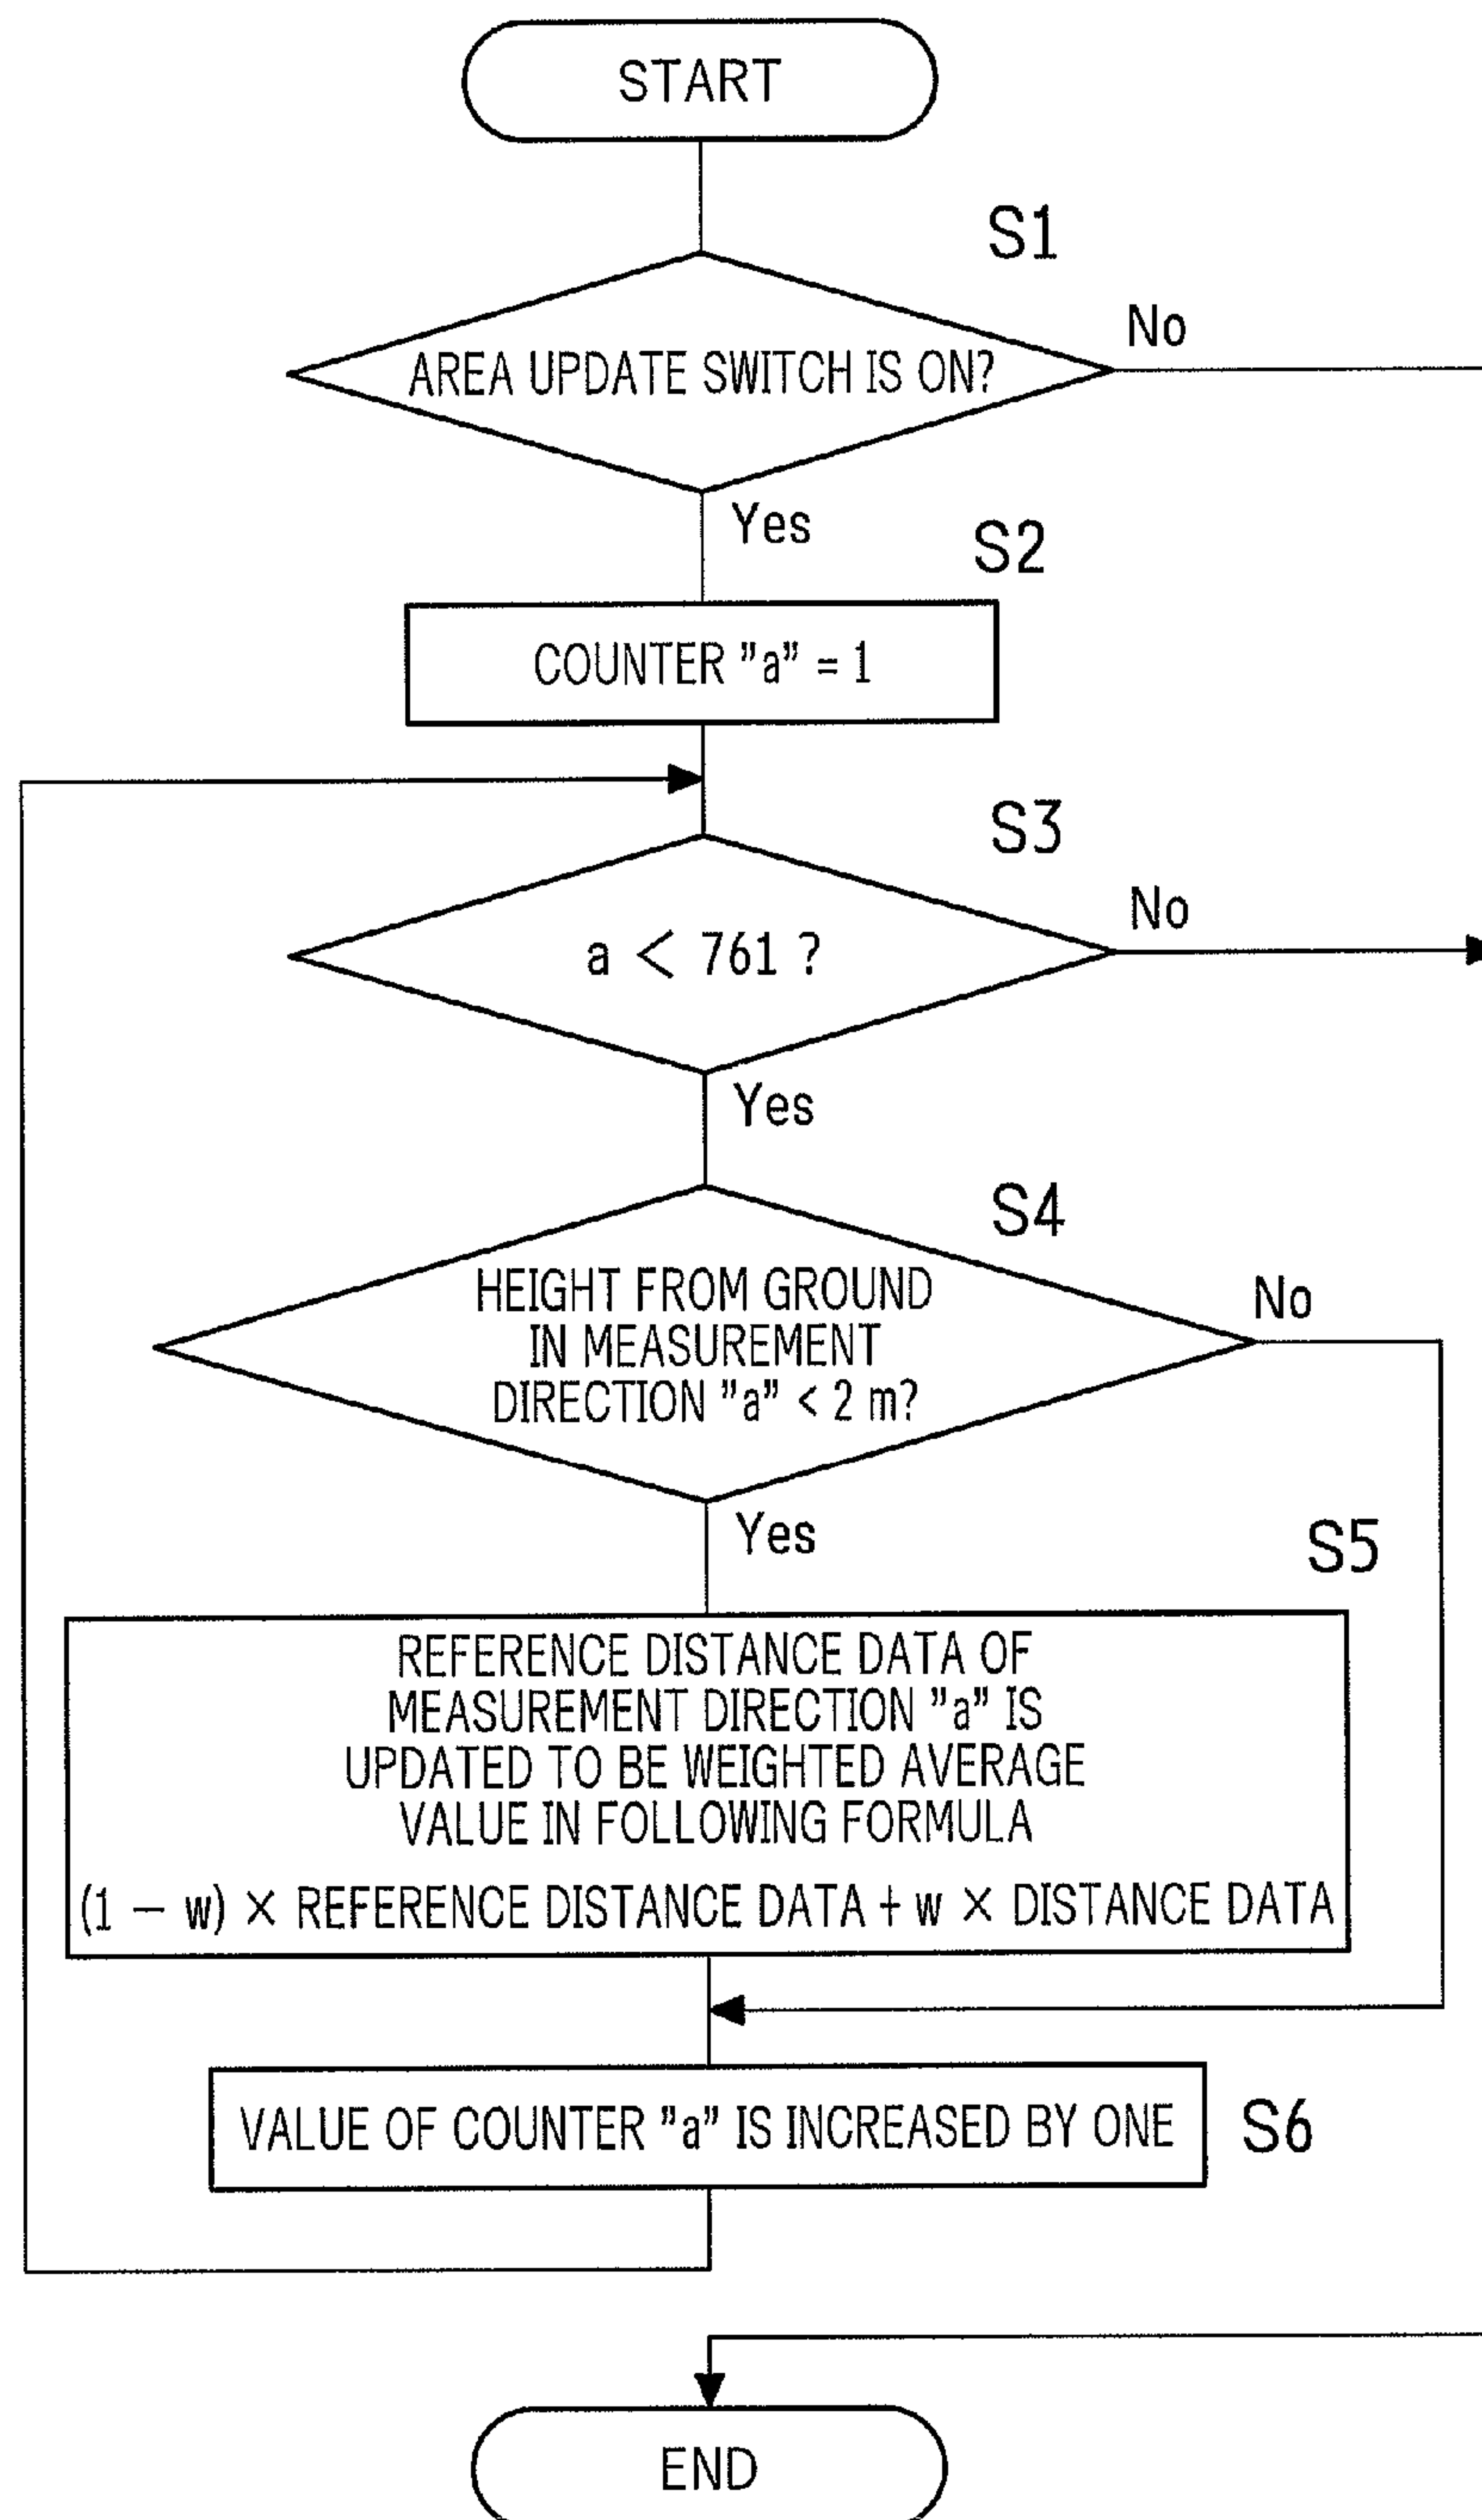 START
S1
No
AREA UPDATE SWITCH IS ON?
Yes
S2
COUNTER "a" = 1
S3
No
a < 761 ?
Yes
S4
No
HEIGHT FROM GROUND
IN MEASUREMENT
DIRECTION "a" < 2 m?
Yes
S5
REFERENCE DISTANCE DATA OF
MEASUREMENT DIRECTION "a" IS
UPDATED TO BE WEIGHTED AVERAGE
VALUE IN FOLLOWING FORMULA
(1 − w) × REFERENCE DISTANCE DATA + w × DISTANCE DATA
VALUE OF COUNTER "a" IS INCREASED BY ONE
S6
END